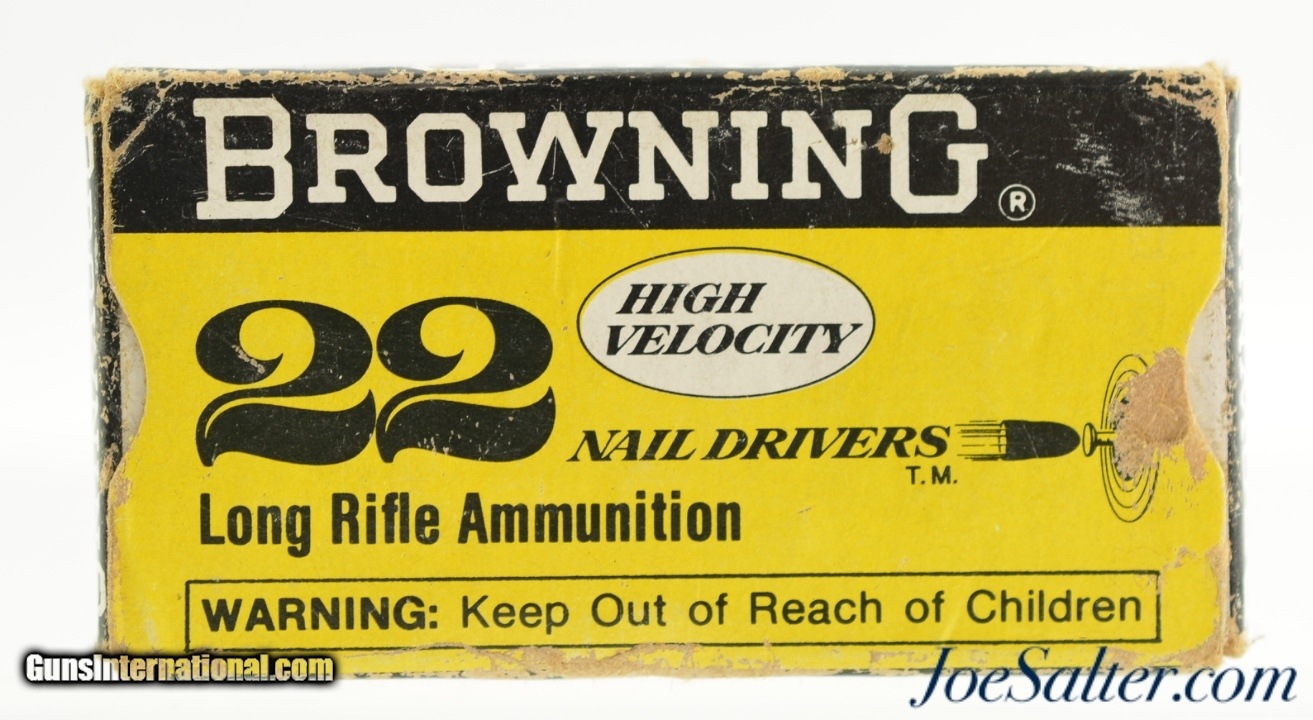 BROWNING®
22
HIGH
VELOCITY
NAIL DRIVERS
T.M.
Long Rifle Ammunition
WARNING: Keep Out of Reach of Children
GunsInternational.com
JoeSalter.com